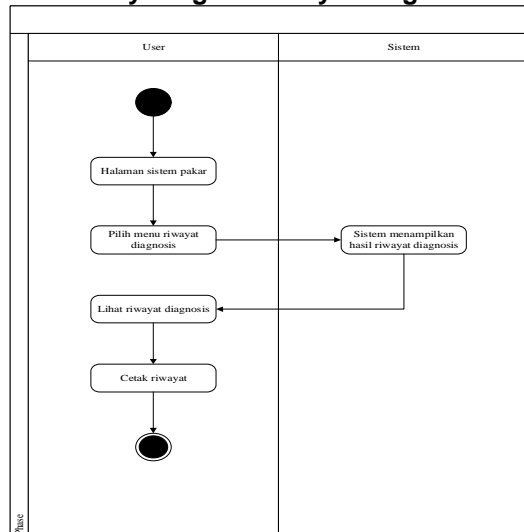 User
Sistem
Halaman sistem pakar
Pilih menu riwayat
diagnosis
Sistem menampilkan
hasil riwayat diagnosis
Lihat riwayat diagnosis
Cetak riwayat
Phase